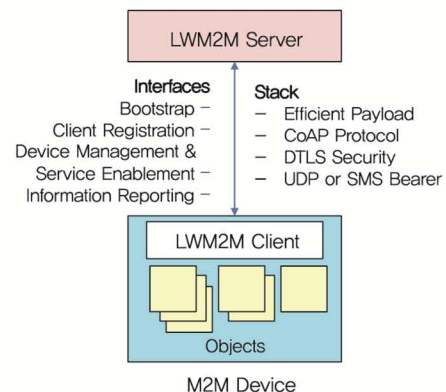 LWM2M Server
Interfaces
Bootstrap –
Client Registration –
Device Management &
Service Enablement –
Information Reporting –
Stack
– Efficient Payload
– CoAP Protocol
– DTLS Security
– UDP or SMS Bearer
LWM2M Client
Objects
M2M Device